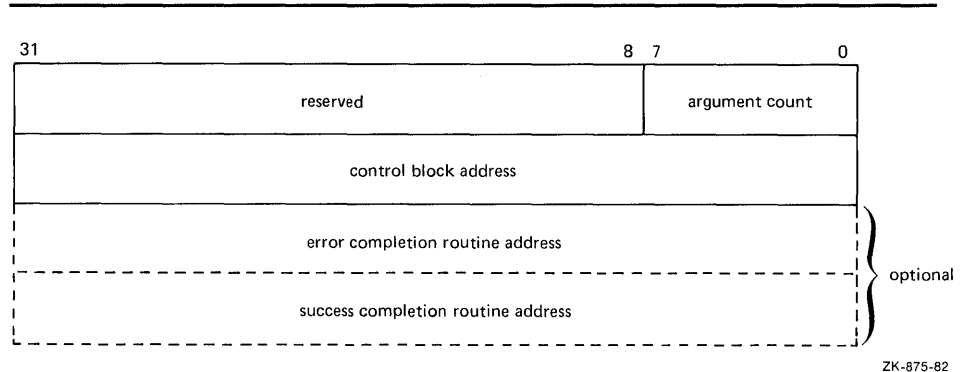 31 8 7 0
reserved argument count
control block address
error completion routine address
optional
success completion routine address
ZK-875-82